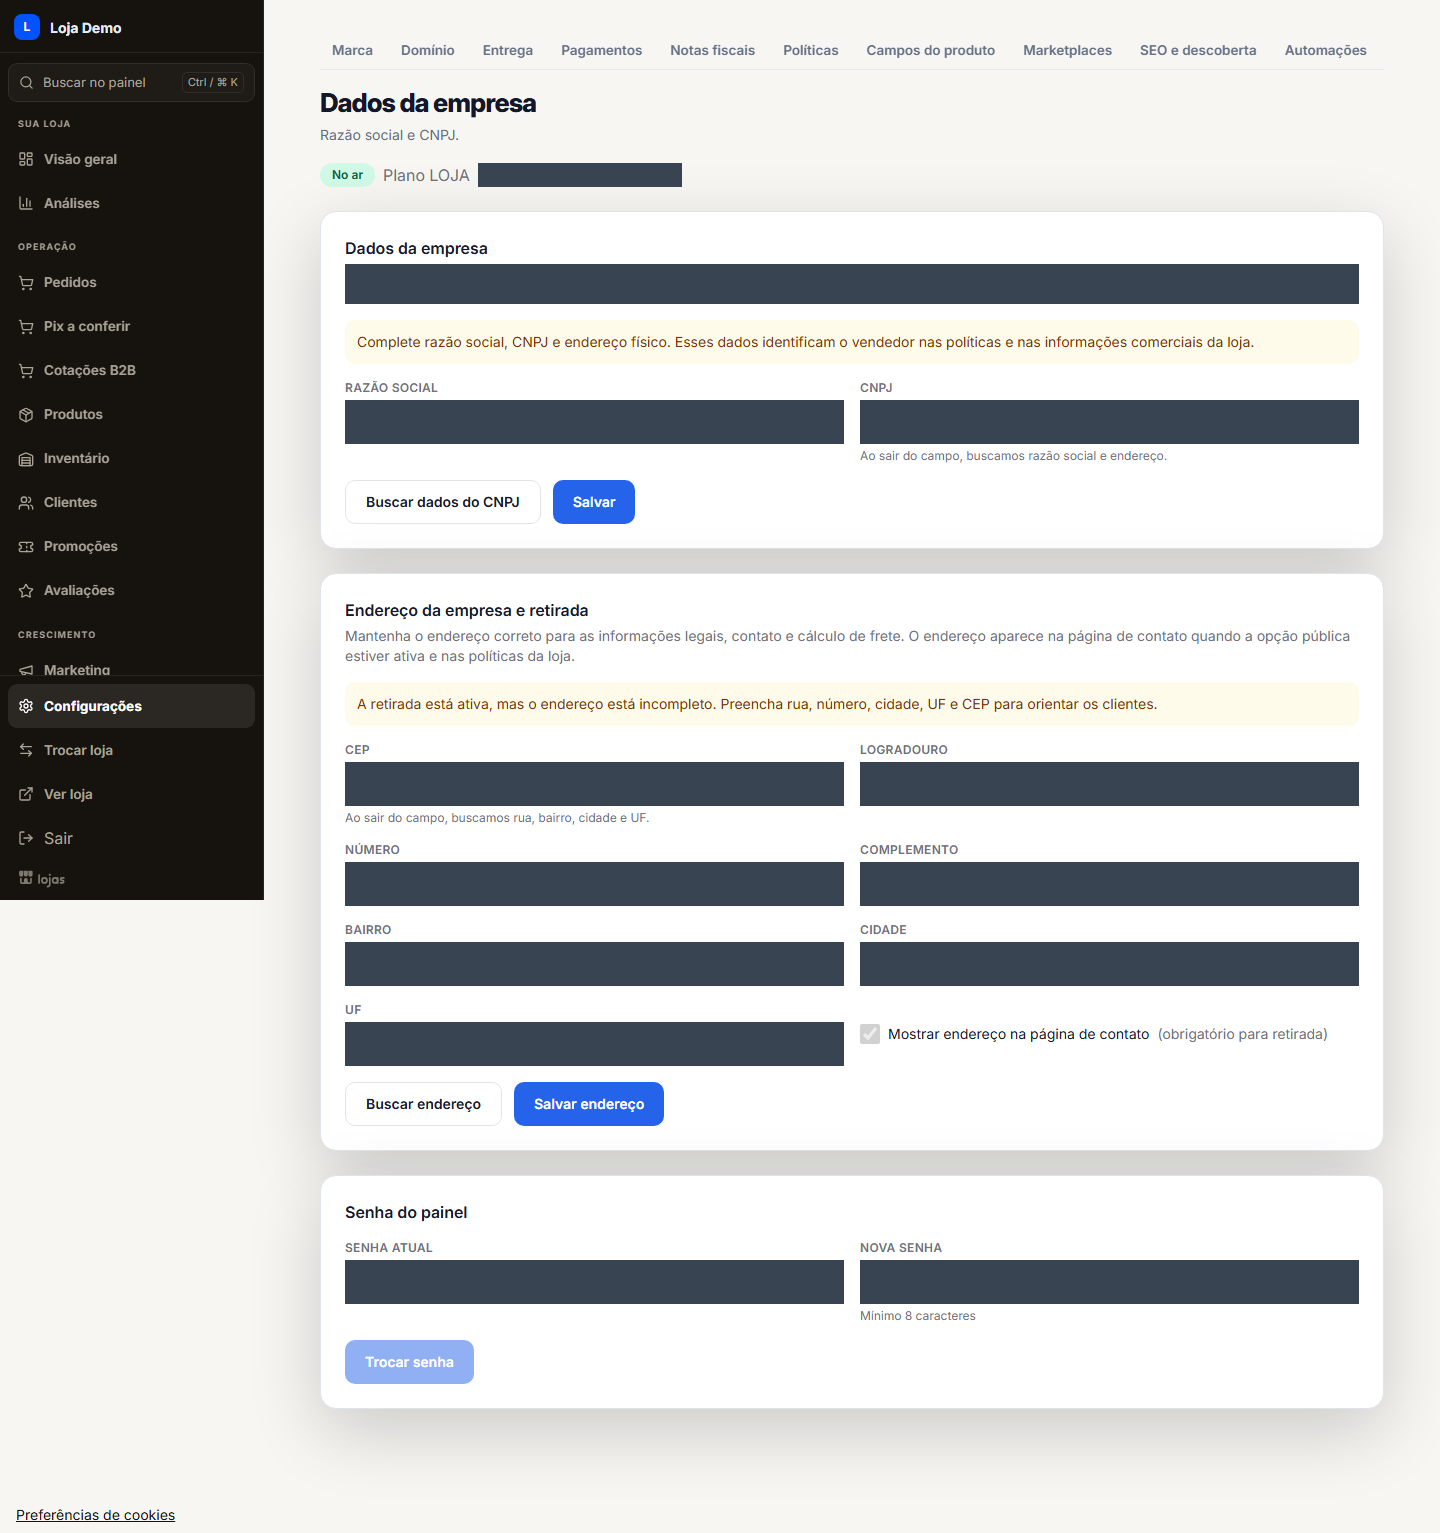 L Loja Demo
Buscar no painel Ctrl / ⌘ K
SUA LOJA
Visão geral
Análises
OPERAÇÃO
Pedidos
Pix a conferir
Cotações B2B
Produtos
Inventário
Clientes
Promoções
Avaliações
CRESCIMENTO
Marketing
Configurações
Trocar loja
Ver loja
Sair
lojas
Marca Domínio Entrega Pagamentos Notas fiscais Políticas Campos do produto Marketplaces SEO e descoberta Automações
Dados da empresa
Razão social e CNPJ.
No ar Plano LOJA
Dados da empresa
Complete razão social, CNPJ e endereço físico. Esses dados identificam o vendedor nas políticas e nas informações comerciais da loja.
RAZÃO SOCIAL CNPJ
Ao sair do campo, buscamos razão social e endereço.
Buscar dados do CNPJ Salvar
Endereço da empresa e retirada
Mantenha o endereço correto para as informações legais, contato e cálculo de frete. O endereço aparece na página de contato quando a opção pública
estiver ativa e nas políticas da loja.
A retirada está ativa, mas o endereço está incompleto. Preencha rua, número, cidade, UF e CEP para orientar os clientes.
CEP LOGRADOURO
Ao sair do campo, buscamos rua, bairro, cidade e UF.
NÚMERO COMPLEMENTO
BAIRRO CIDADE
UF
Mostrar endereço na página de contato (obrigatório para retirada)
Buscar endereço Salvar endereço
Senha do painel
SENHA ATUAL NOVA SENHA
Mínimo 8 caracteres
Trocar senha
Preferências de cookies